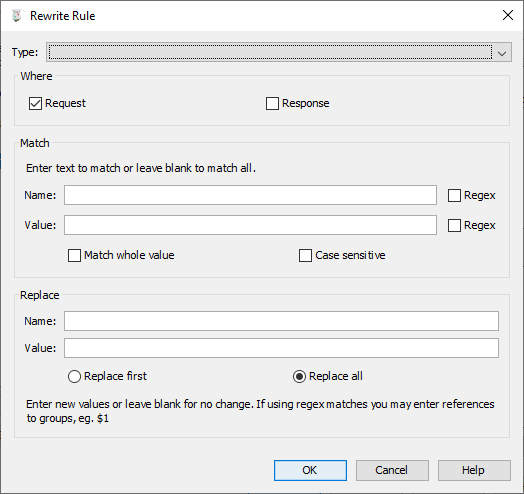 Rewrite Rule
Type:
Where
Request Response
Match
Enter text to match or leave blank to match all.
Name: Regex
Value: Regex
Match whole value Case sensitive
Replace
Name:
Value:
Replace first Replace all
Enter new values or leave blank for no change. If using regex matches you may enter references
to groups, eg. $1
OK Cancel Help